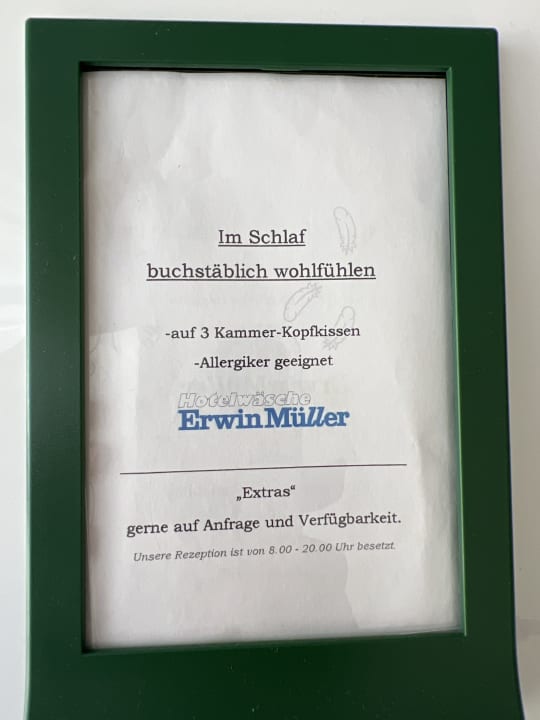 Im Schlaf
buchstäblich wohlfühlen
-auf 3 Kammer-Kopfkissen
-Allergiker geeignet
Hotelwäsche
Erwin Müller
„Extras“
gerne auf Anfrage und Verfügbarkeit.
Unsere Rezeption ist von 8.00 - 20.00 Uhr besetzt.